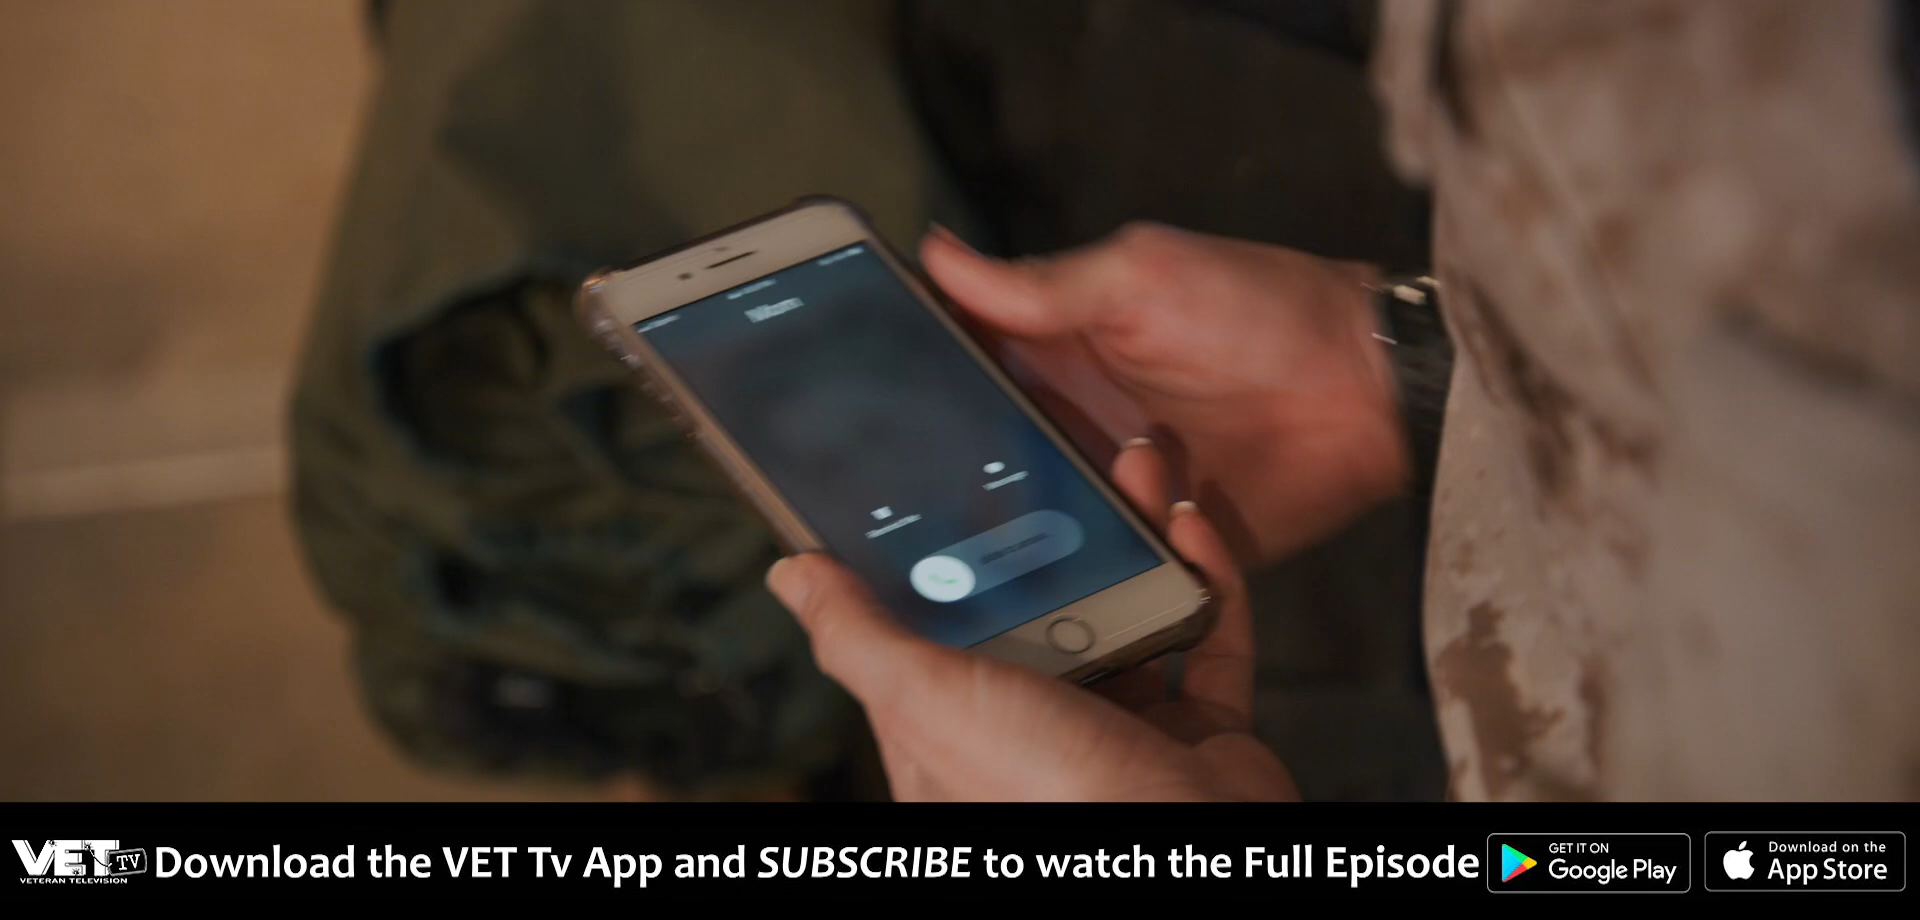 Mom
VET TV
VETERAN TELEVISION
Download the VET Tv App and SUBSCRIBE to watch the Full Episode
GET IT ON
Google Play
Download on the
App Store